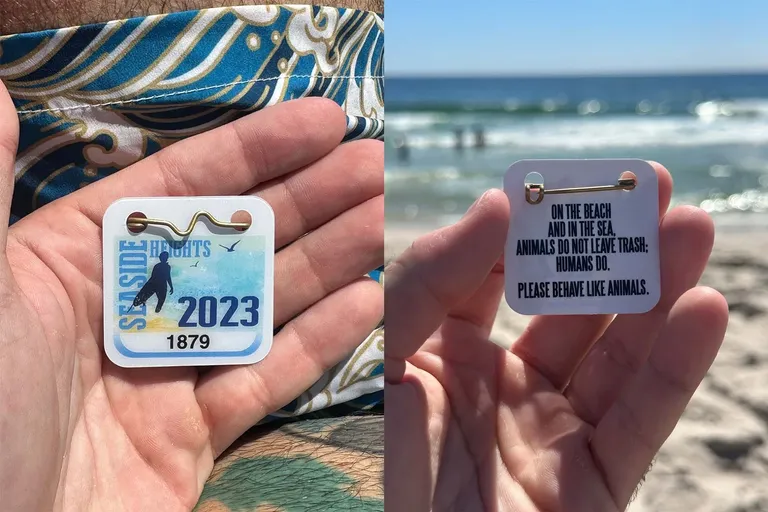 SEASIDE
HEIGHTS
2023
1879
ON THE BEACH
AND IN THE SEA,
ANIMALS DO NOT LEAVE TRASH;
HUMANS DO.
PLEASE BEHAVE LIKE ANIMALS.